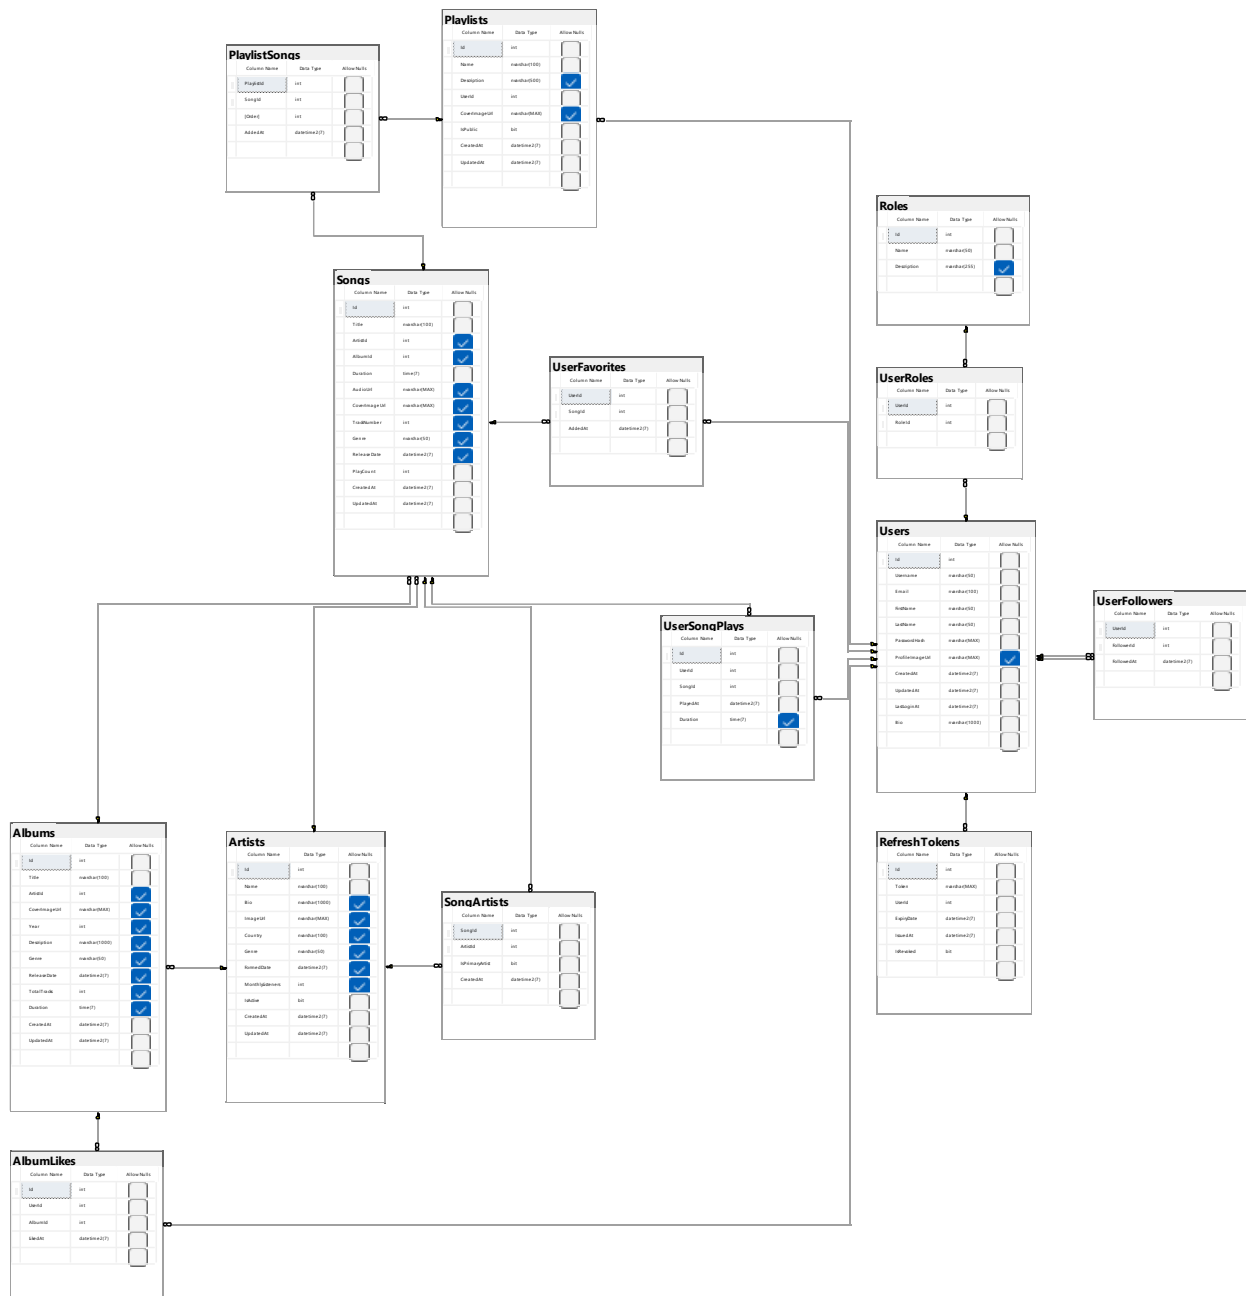 Playlists
Column Name Data Type Allow Nulls
Id int
Name nvarchar(100)
Description nvarchar(500)
UserId int
CoverImageUrl nvarchar(MAX)
IsPublic bit
CreatedAt datetime2(7)
UpdatedAt datetime2(7)
PlaylistSongs
Column Name Data Type Allow Nulls
PlaylistId int
SongId int
[Order] int
AddedAt datetime2(7)
Roles
Column Name Data Type Allow Nulls
Id int
Name nvarchar(50)
Description nvarchar(255)
Songs
Column Name Data Type Allow Nulls
Id int
Title nvarchar(100)
ArtistId int
AlbumId int
Duration time(7)
AudioUrl nvarchar(MAX)
CoverImageUrl nvarchar(MAX)
TrackNumber int
Genre nvarchar(50)
ReleaseDate datetime2(7)
PlayCount int
CreatedAt datetime2(7)
UpdatedAt datetime2(7)
UserFavorites
Column Name Data Type Allow Nulls
UserId int
SongId int
AddedAt datetime2(7)
UserRoles
Column Name Data Type Allow Nulls
UserId int
RoleId int
Users
Column Name Data Type Allow Nulls
Id int
Username nvarchar(50)
Email nvarchar(100)
FirstName nvarchar(50)
LastName nvarchar(50)
PasswordHash nvarchar(MAX)
ProfileImageUrl nvarchar(MAX)
CreatedAt datetime2(7)
UpdatedAt datetime2(7)
LastLoginAt datetime2(7)
Bio nvarchar(1000)
UserFollowers
Column Name Data Type Allow Nulls
UserId int
FollowerId int
FollowedAt datetime2(7)
UserSongPlays
Column Name Data Type Allow Nulls
Id int
UserId int
SongId int
PlayedAt datetime2(7)
Duration time(7)
Albums
Column Name Data Type Allow Nulls
Id int
Title nvarchar(100)
ArtistId int
CoverImageUrl nvarchar(MAX)
Year int
Description nvarchar(1000)
Genre nvarchar(50)
ReleaseDate datetime2(7)
TotalTracks int
Duration time(7)
CreatedAt datetime2(7)
UpdatedAt datetime2(7)
Artists
Column Name Data Type Allow Nulls
Id int
Name nvarchar(100)
Bio nvarchar(1000)
ImageUrl nvarchar(MAX)
Country nvarchar(100)
Genre nvarchar(50)
FormedDate datetime2(7)
MonthlyListeners int
IsActive bit
CreatedAt datetime2(7)
UpdatedAt datetime2(7)
SongArtists
Column Name Data Type Allow Nulls
SongId int
ArtistId int
IsPrimaryArtist bit
CreatedAt datetime2(7)
RefreshTokens
Column Name Data Type Allow Nulls
Id int
Token nvarchar(MAX)
UserId int
ExpiryDate datetime2(7)
IssuedAt datetime2(7)
IsRevoked bit
AlbumLikes
Column Name Data Type Allow Nulls
Id int
UserId int
AlbumId int
LikedAt datetime2(7)